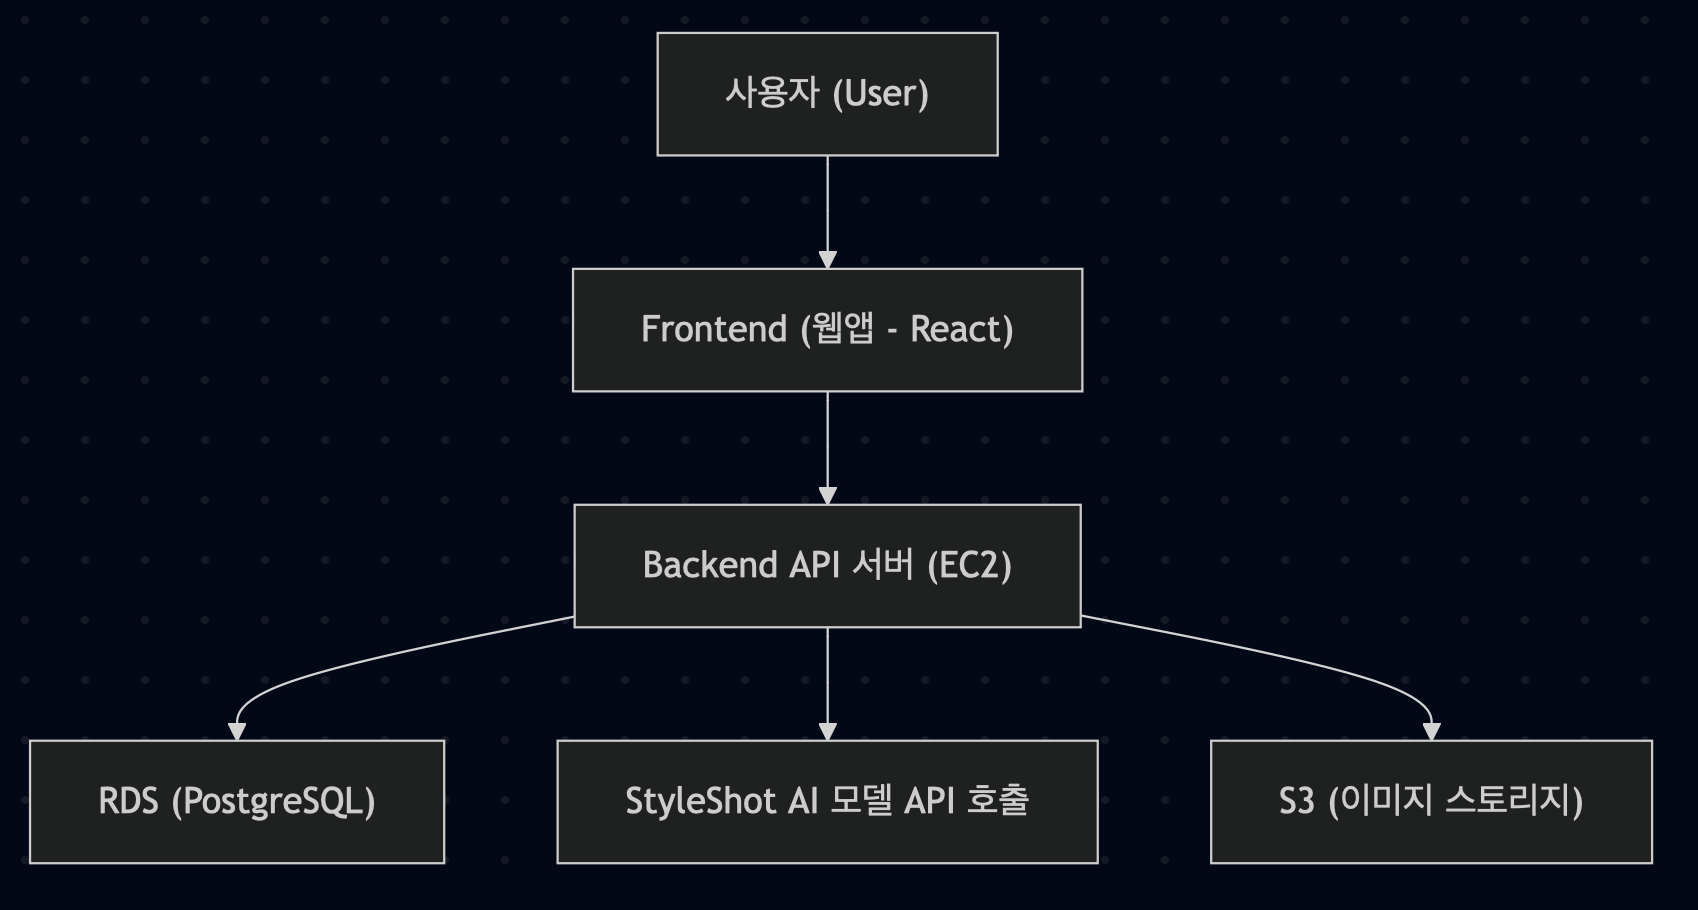 사용자 (User)
Frontend (웹앱 - React)
Backend API 서버 (EC2)
RDS (PostgreSQL)
StyleShot AI 모델 API 호출
S3 (이미지 스토리지)